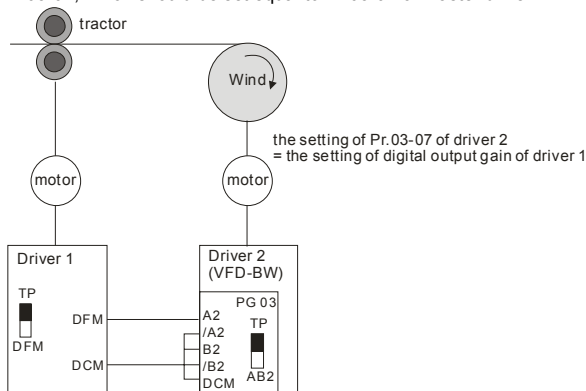 tractor
Wind
the setting of Pr.03-07 of driver 2
= the setting of digital output gain of driver 1
motor
motor
Driver 1
Driver 2
(VFD-BW)
TP
DFM
DFM
DCM
PG 03
A2
/A2
B2
/B2
DCM
TP
AB2